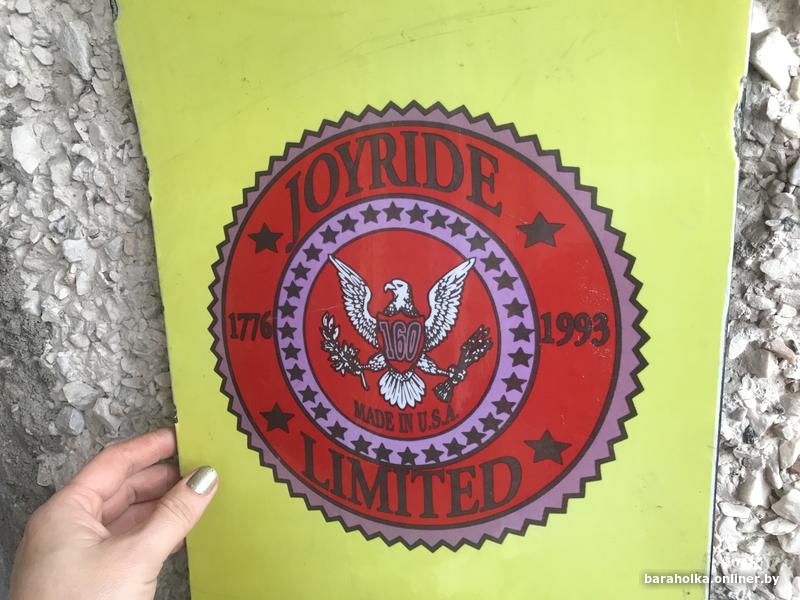 JOYRIDE
1776
1993
160
MADE IN U.S.A.
LIMITED
baraholka.onliner.by